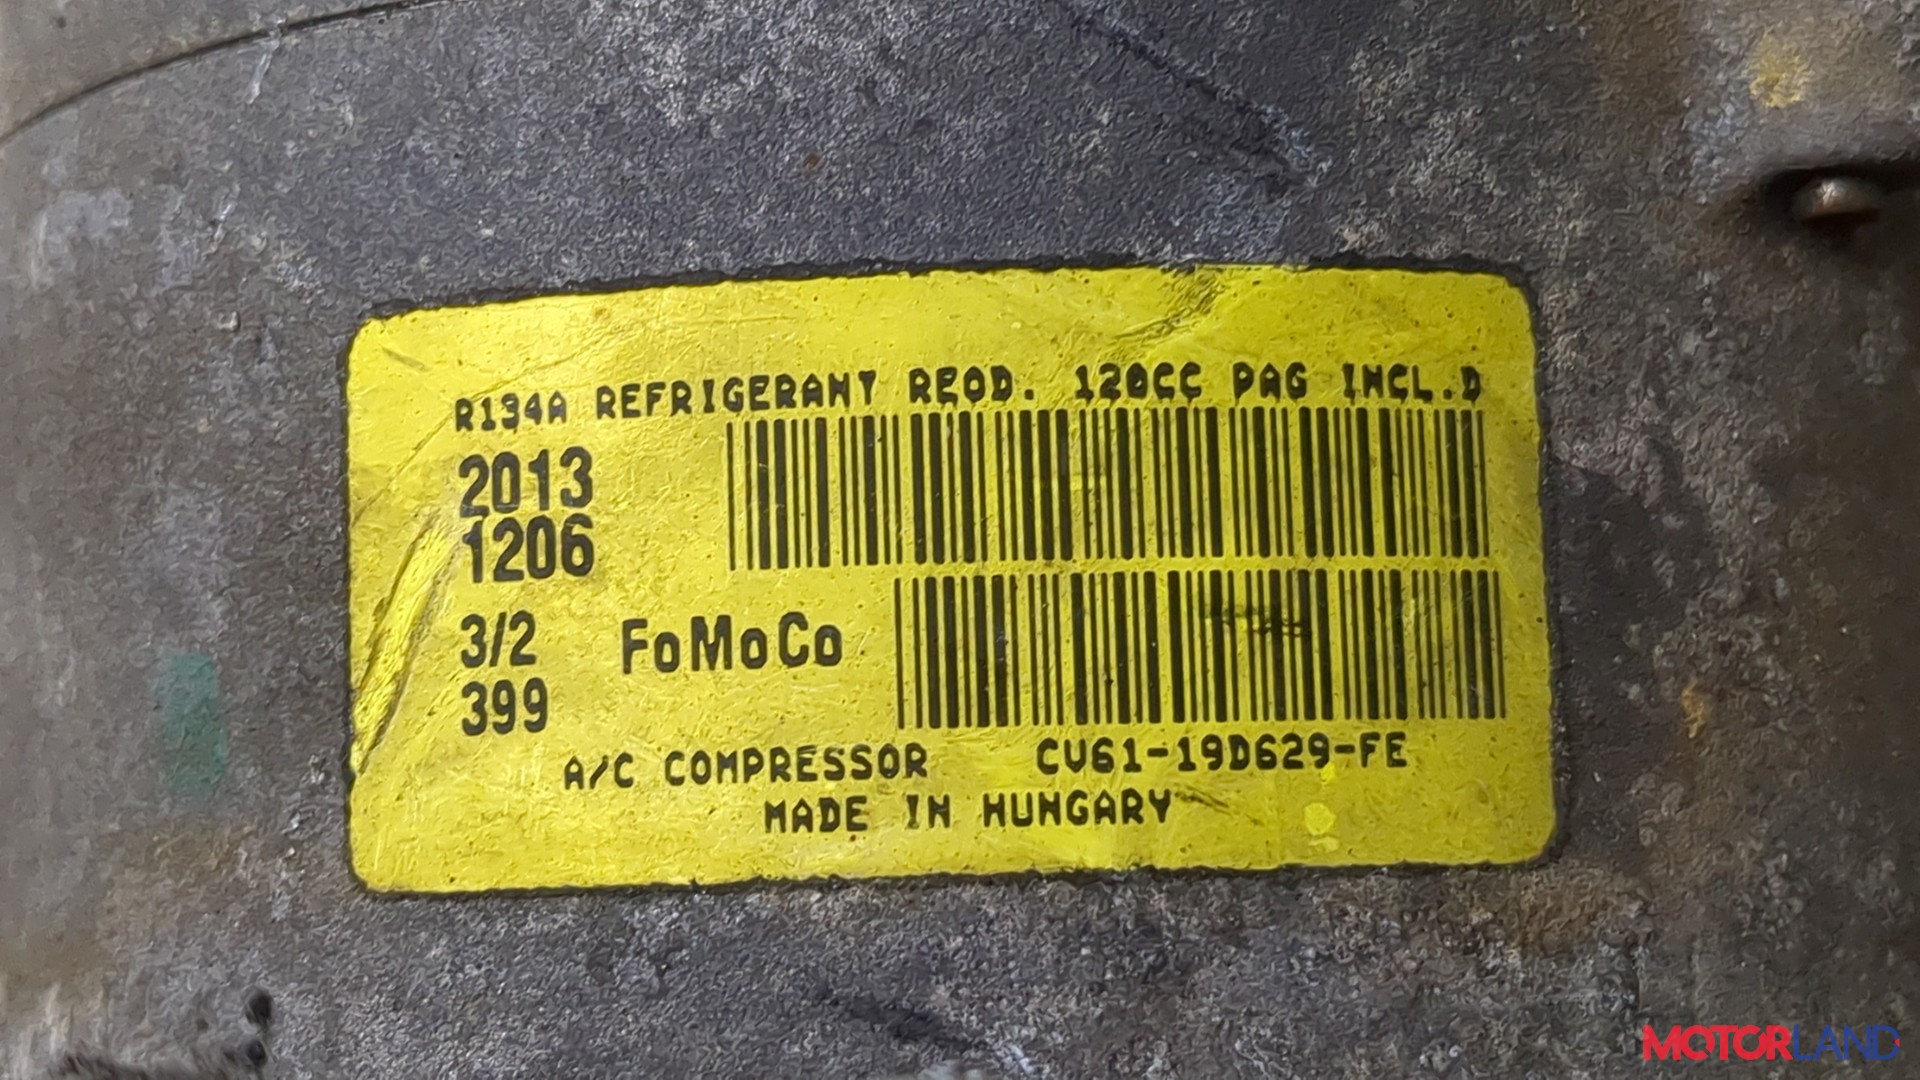 R134A REFRIGERANT REQD. 120CC PAG INCL.D
2013
1206
3/2
FoMoCo
399
A/C COMPRESSOR CV61-19D629-FE
MADE IN HUNGARY
MOTORLAND